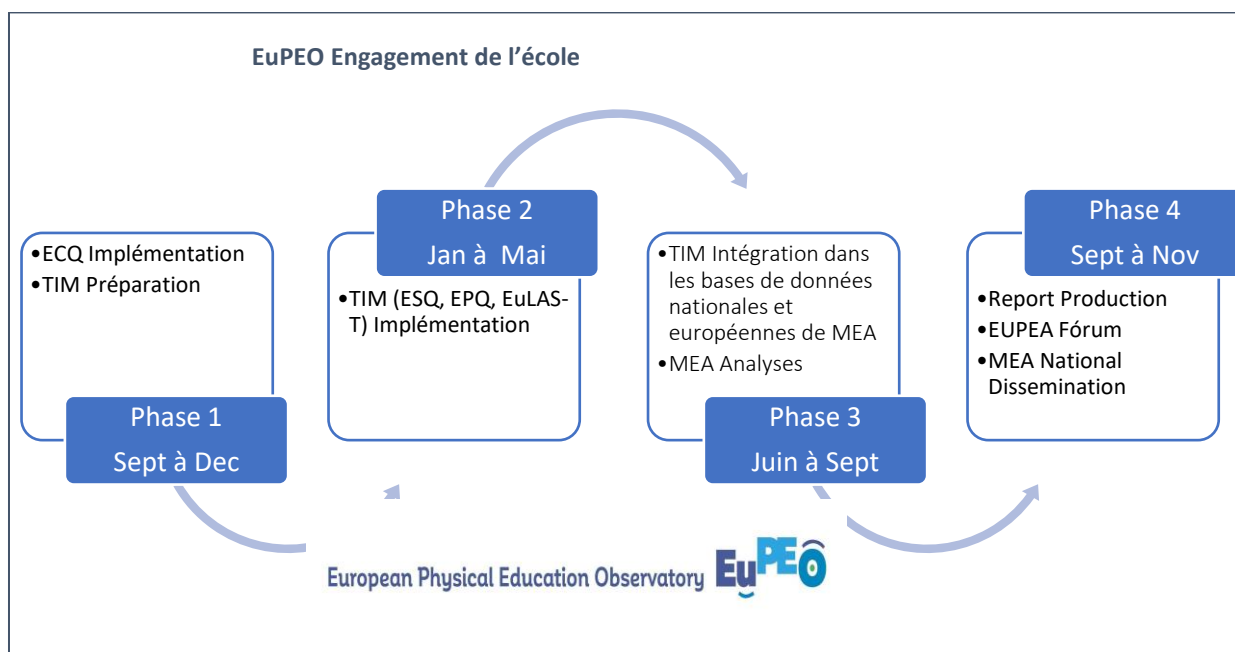 EuPEO Engagement de l’école
•ECQ Implémentation
•TIM Préparation
Phase 1
Sept à Dec
Phase 2
Jan à Mai
•TIM (ESQ, EPQ, EuLAS-
T) Implémentation
•TIM Intégration dans
les bases de données
nationales et
européennes de MEA
•MEA Analyses
Phase 3
Juin à Sept
Phase 4
Sept à Nov
•Report Production
•EUPEA Fórum
•MEA National
Dissemination
European Physical Education Observatory EuPEO